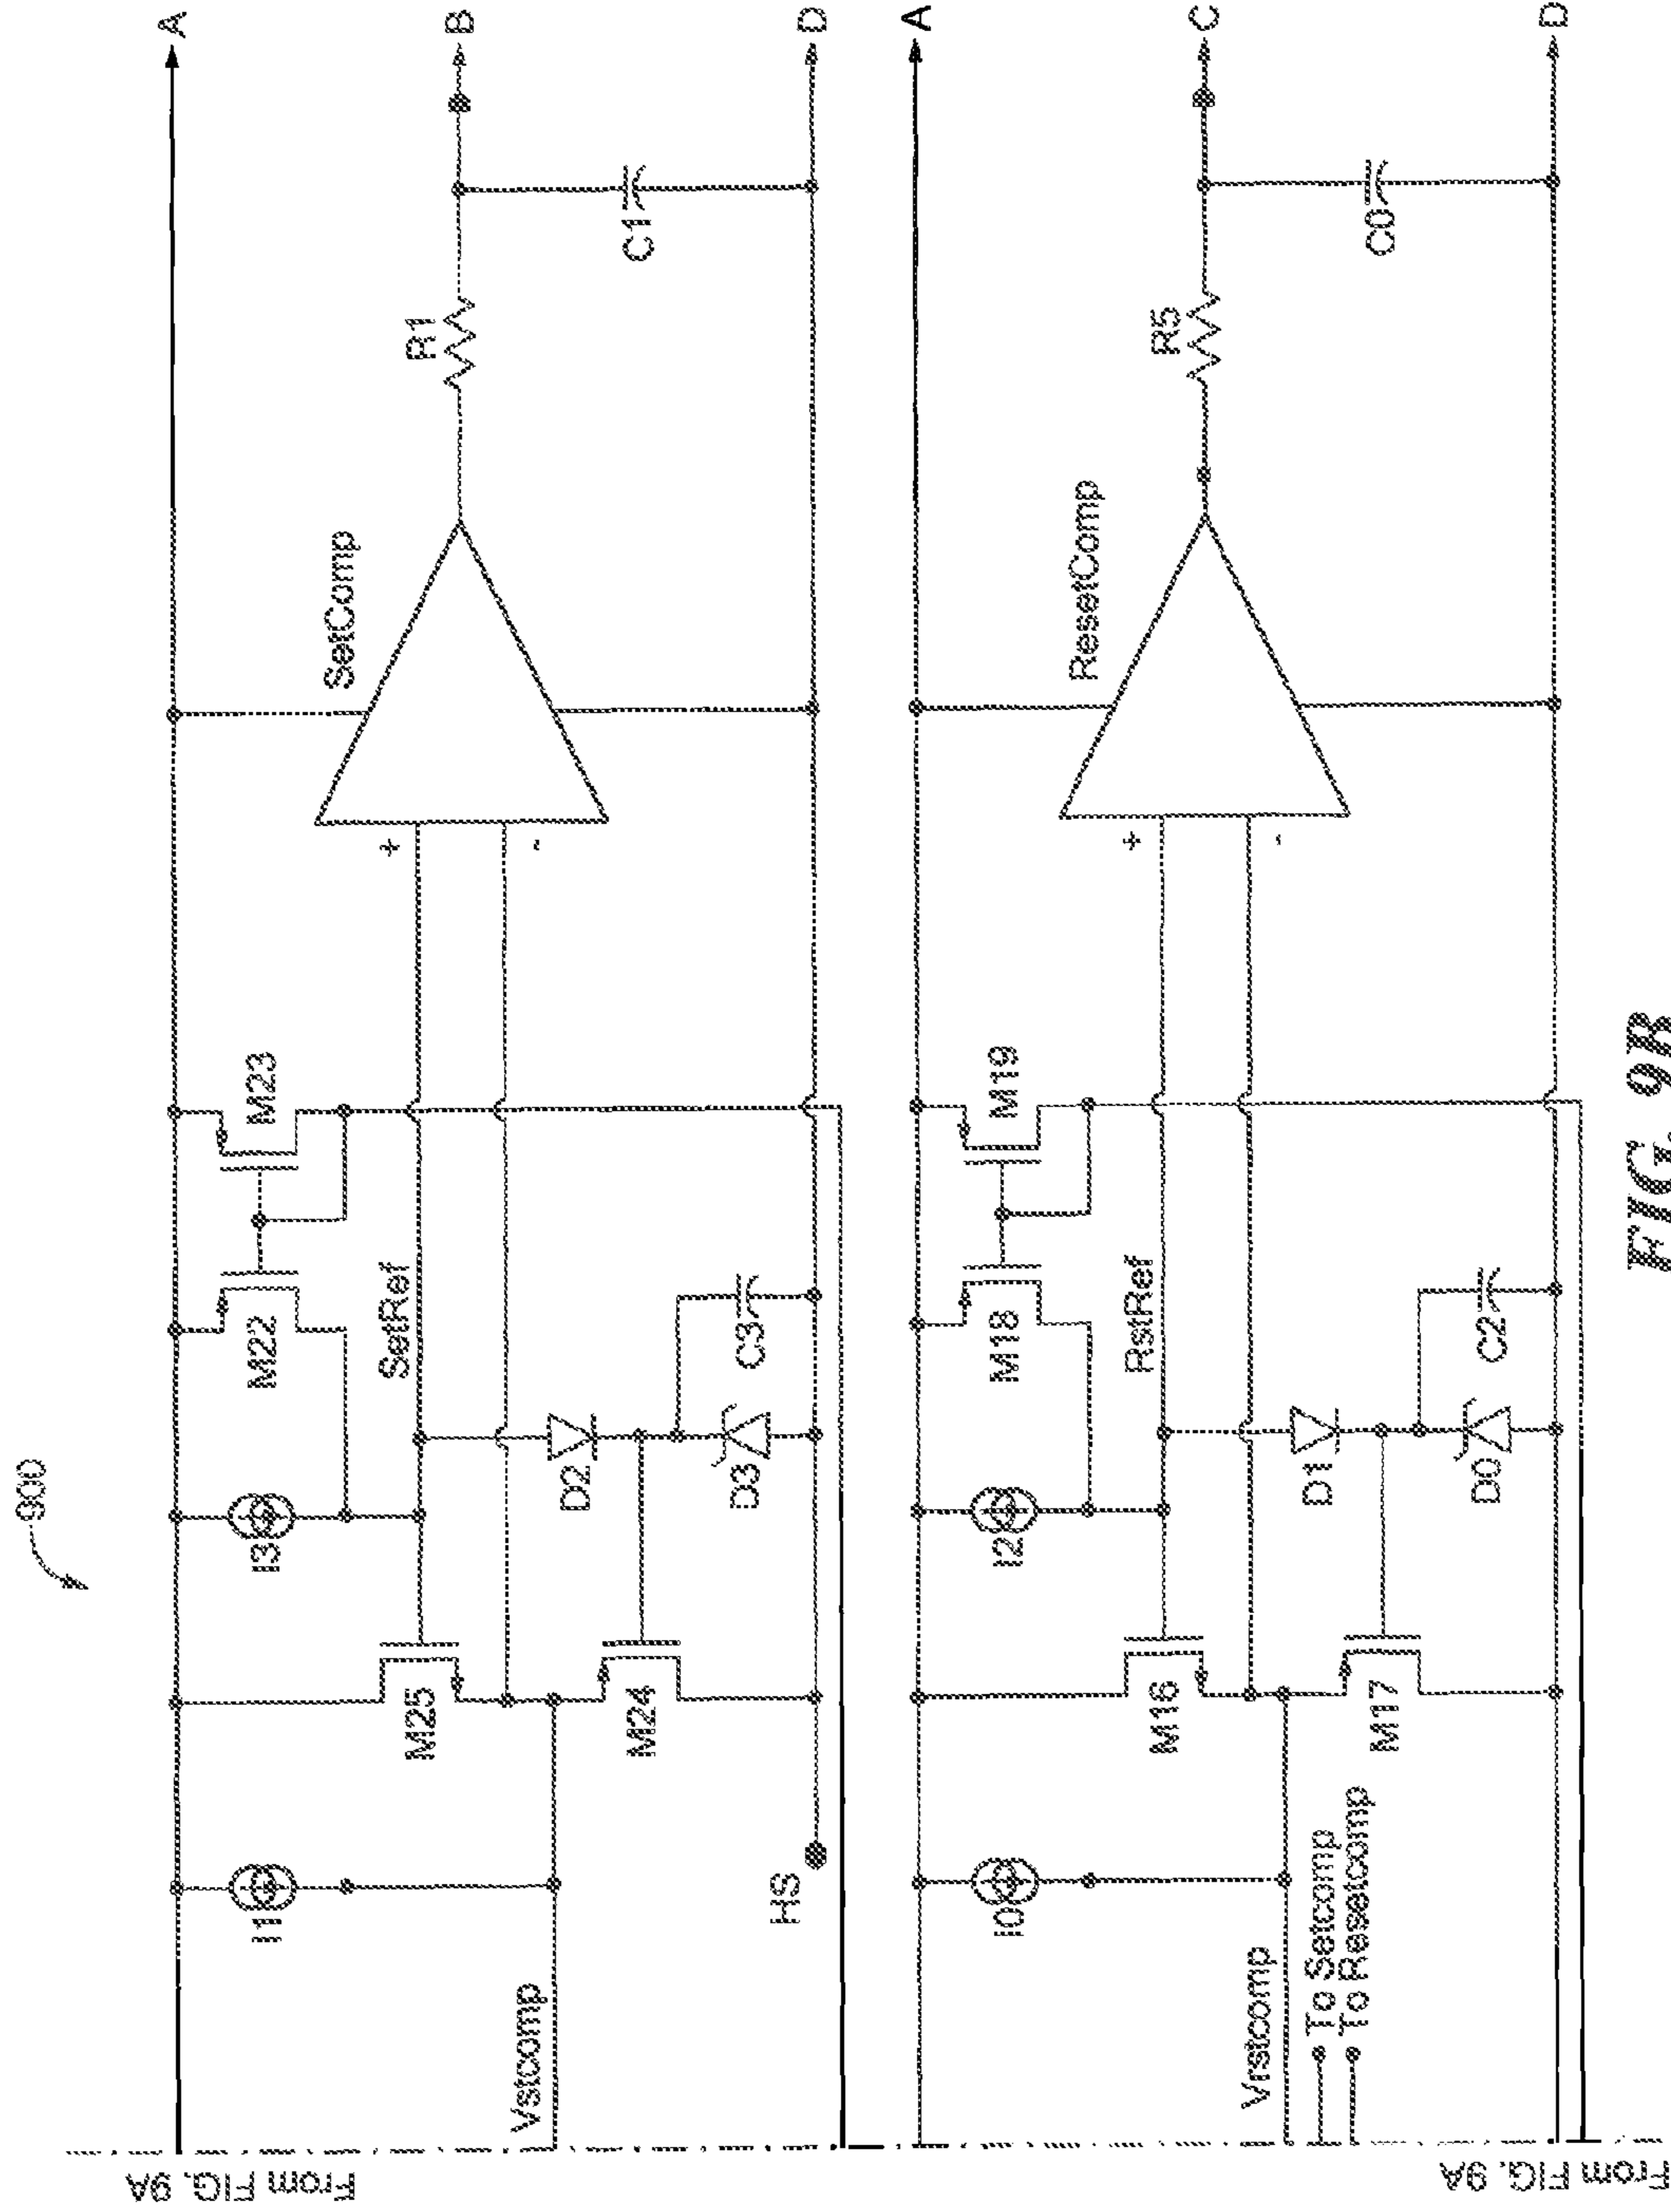 900
A
I1
I3
M22
M23
SetComp
R1
B
M25
SetRef
+
-
Vstcomp
D2
M24
D3
C3
C1
HS
D
A
I0
I2
M18
M19
ResetComp
R5
C
M16
RstRef
+
-
Vrstcomp
D1
M17
D0
C2
C0
To Setcomp
To Resetcomp
D
From FIG. 9A
From FIG. 9A
FIG. 9B